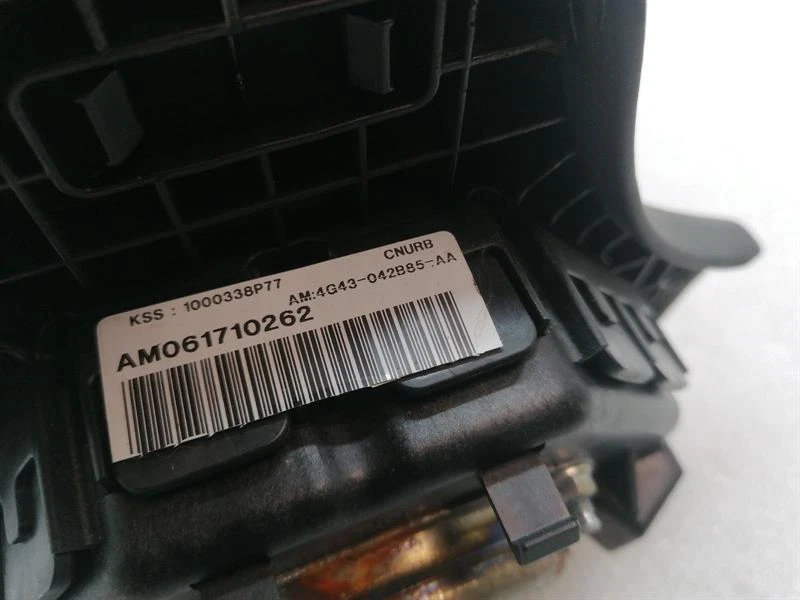 CNURB
KSS : 1000338P77
AM:4G43-042B85-AA
AM061710262